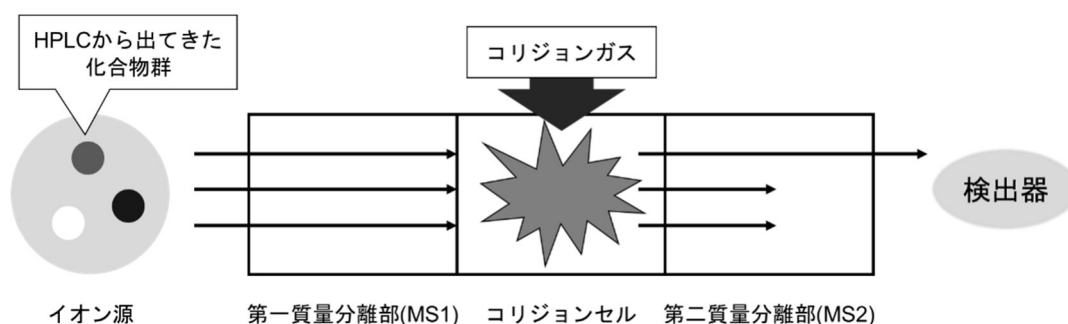 HPLCから出てきた
化合物群
コリジョンガス
検出器
イオン源
第一質量分離部(MS1)
コリジョンセル
第二質量分離部(MS2)